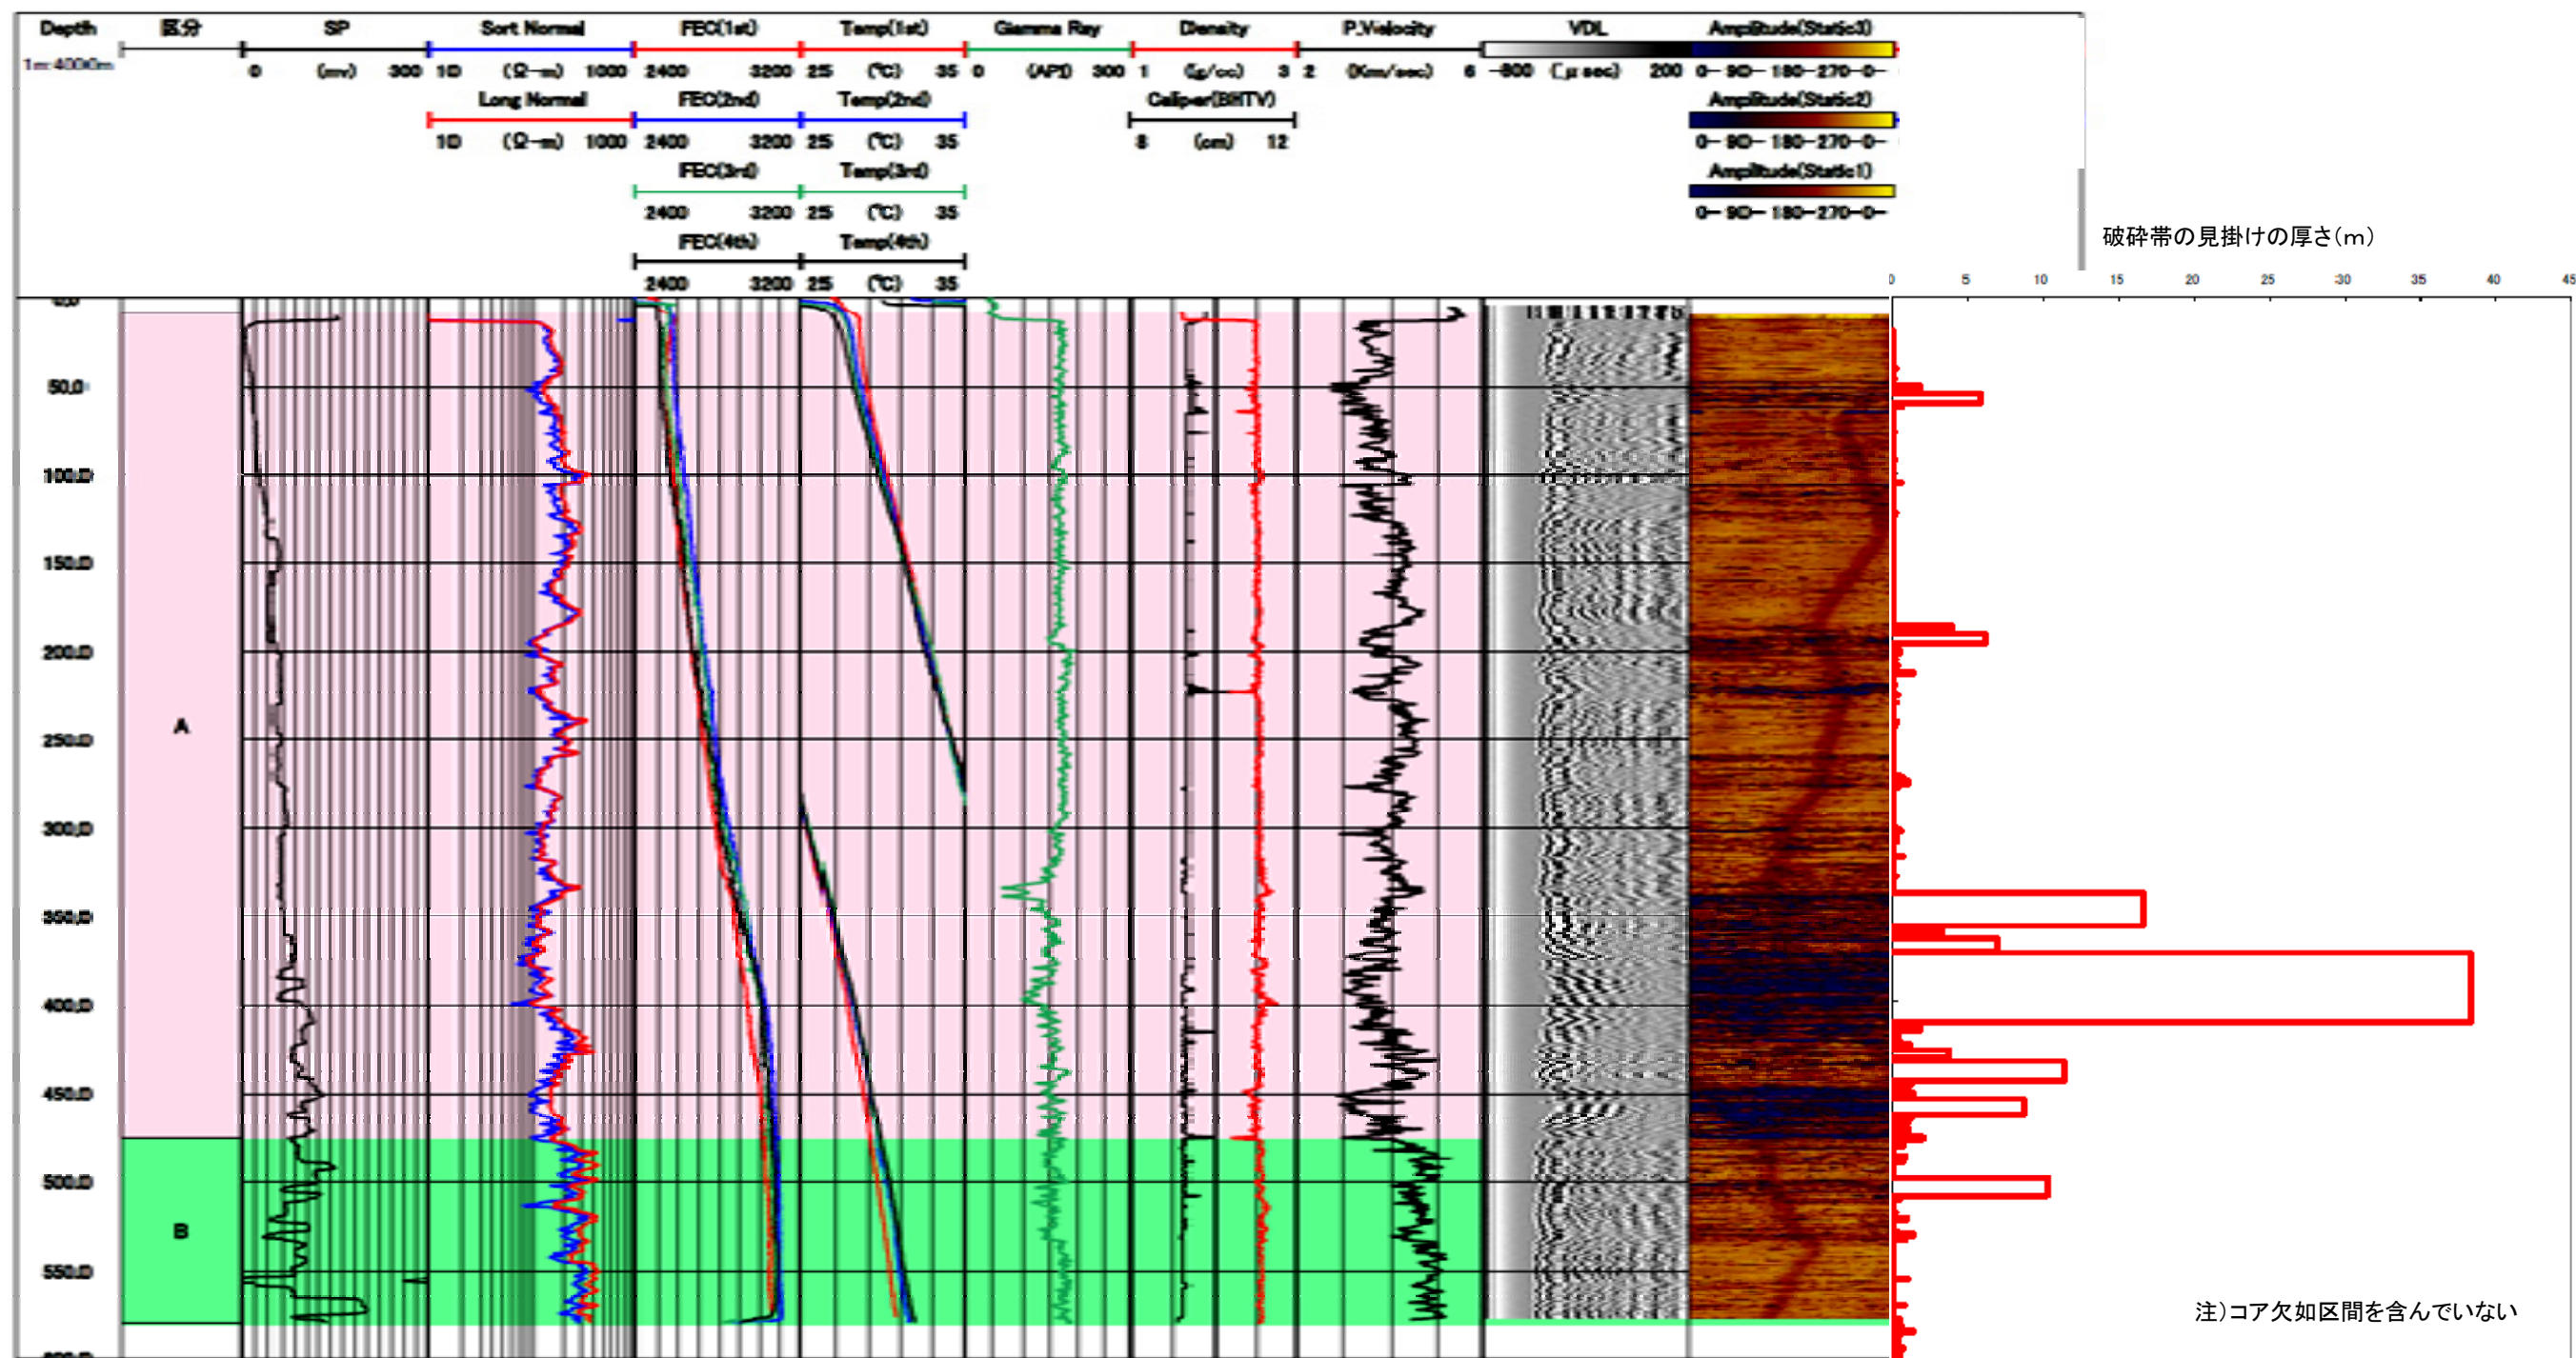 Depth 区分 SP Sort Normal FEC(1st) Temp(1st) Gamma Ray Density P.Velocity VDL Amplitude(Static3)
1m:4000m 0 (mv) 300 10 (Ω-m) 1000 2400 3200 25 (℃) 35 0 (API) 300 1 (g/cc) 3 2 (Km/sec) 6 -800 (μsec) 200 0-90-180-270-0-
Long Normal FEC(2nd) Temp(2nd) Caliper(BHTV) Amplitude(Static2)
10 (Ω-m) 1000 2400 3200 25 (℃) 35 8 (cm) 12 0-90-180-270-0-
FEC(3rd) Temp(3rd) Amplitude(Static1)
2400 3200 25 (℃) 35 0-90-180-270-0-
FEC(4th) Temp(4th) 破砕帯の見掛けの厚さ(m)
2400 3200 25 (℃) 35 0 5 10 15 20 25 30 35 40 45
50.0
100.0
150.0
200.0
A
250.0
300.0
350.0
400.0
450.0
500.0
B
550.0
注)コア欠如区間を含んでいない